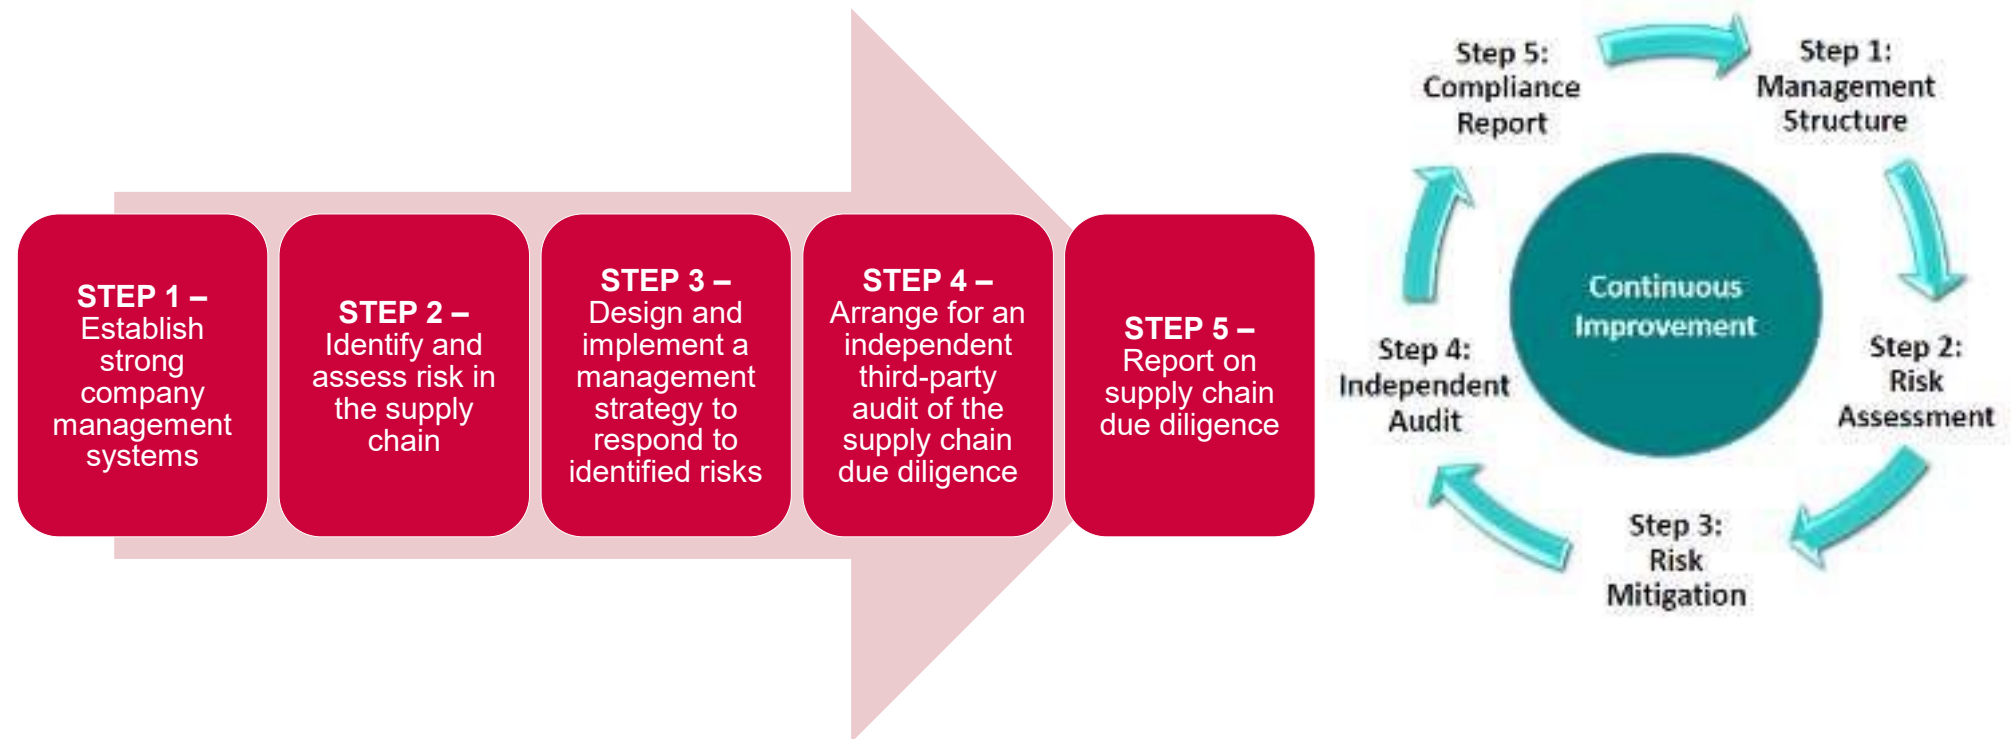 STEP 1 –
Establish
strong
company
management
systems
STEP 2 –
Identify and
assess risk in
the supply
chain
STEP 3 –
Design and
implement a
management
strategy to
respond to
identified risks
STEP 4 –
Arrange for an
independent
third-party
audit of the
supply chain
due diligence
STEP 5 –
Report on
supply chain
due diligence
Step 1:
Management
Structure
Step 2:
Risk
Assessment
Step 3:
Risk
Mitigation
Step 4:
Independent
Audit
Step 5:
Compliance
Report
Continuous
Improvement